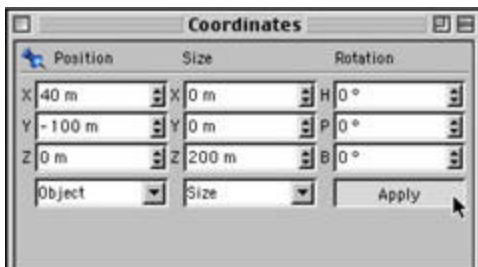 Coordinates
Position Size Rotation
X 40 m X 0 m H 0 °
Y -100 m Y 0 m P 0 °
Z 0 m Z 200 m B 0 °
Object Size Apply